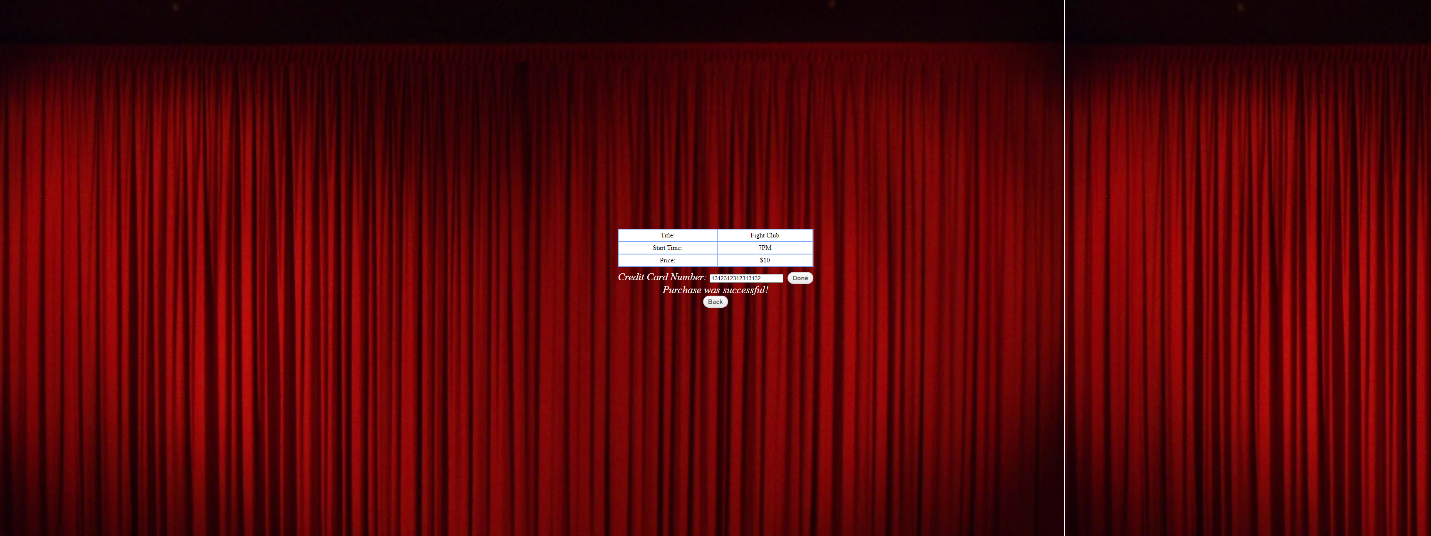 Title: Fight Club
Start Time: 7PM
Price: $10
Credit Card Number: Done
Purchase was successful!
Back